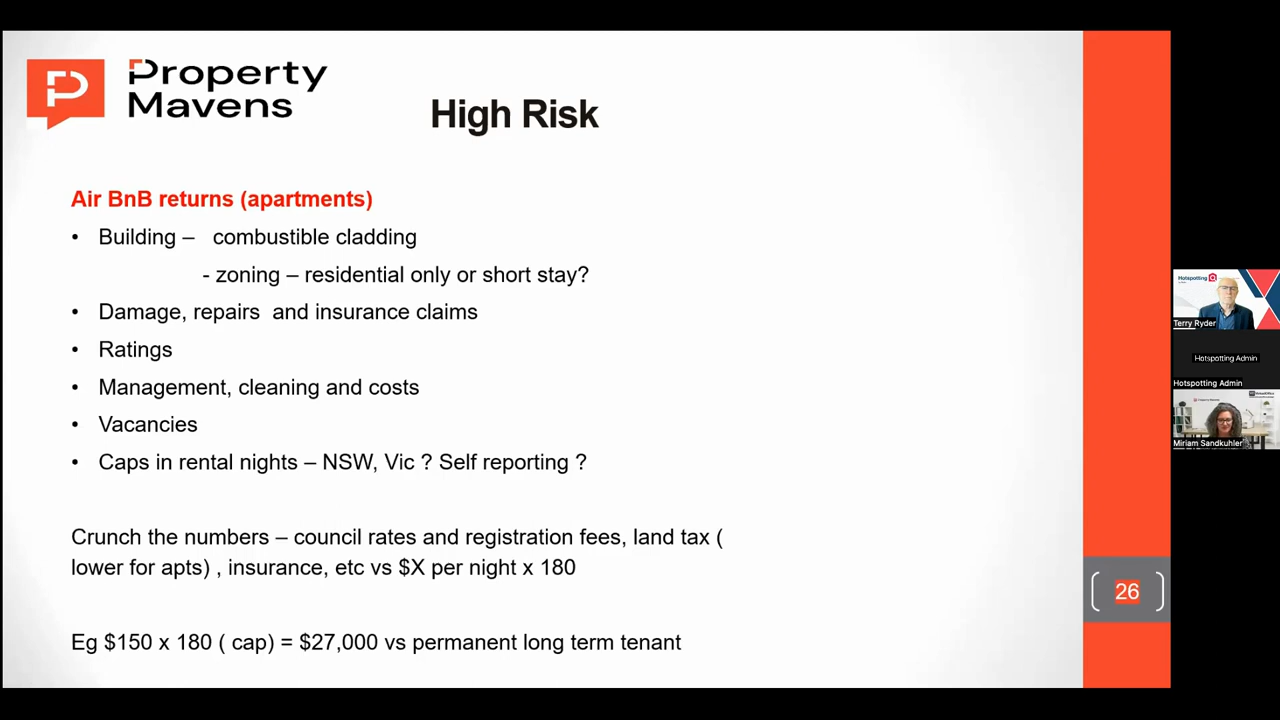 Property
Mavens
High Risk
Air BnB returns (apartments)
• Building – combustible cladding
- zoning – residential only or short stay?
• Damage, repairs and insurance claims
• Ratings
• Management, cleaning and costs
• Vacancies
• Caps in rental nights – NSW, Vic ? Self reporting ?
Crunch the numbers – council rates and registration fees, land tax (
lower for apts) , insurance, etc vs $X per night x 180
Eg $150 x 180 ( cap) = $27,000 vs permanent long term tenant
26
Hotspotting
Terry Ryder
Hotspotting Admin
Hotspotting Admin
Miriam Sandkuhler